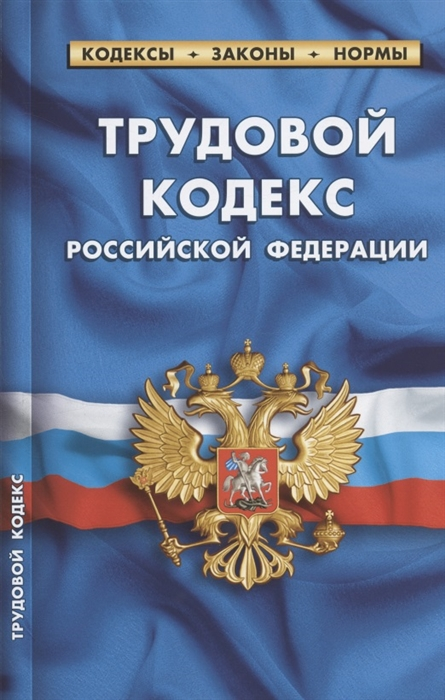 КОДЕКСЫ + ЗАКОНЫ + НОРМЫ
ТРУДОВОЙ
КОДЕКС
РОССИЙСКОЙ ФЕДЕРАЦИИ
ТРУДОВОЙ КОДЕКС